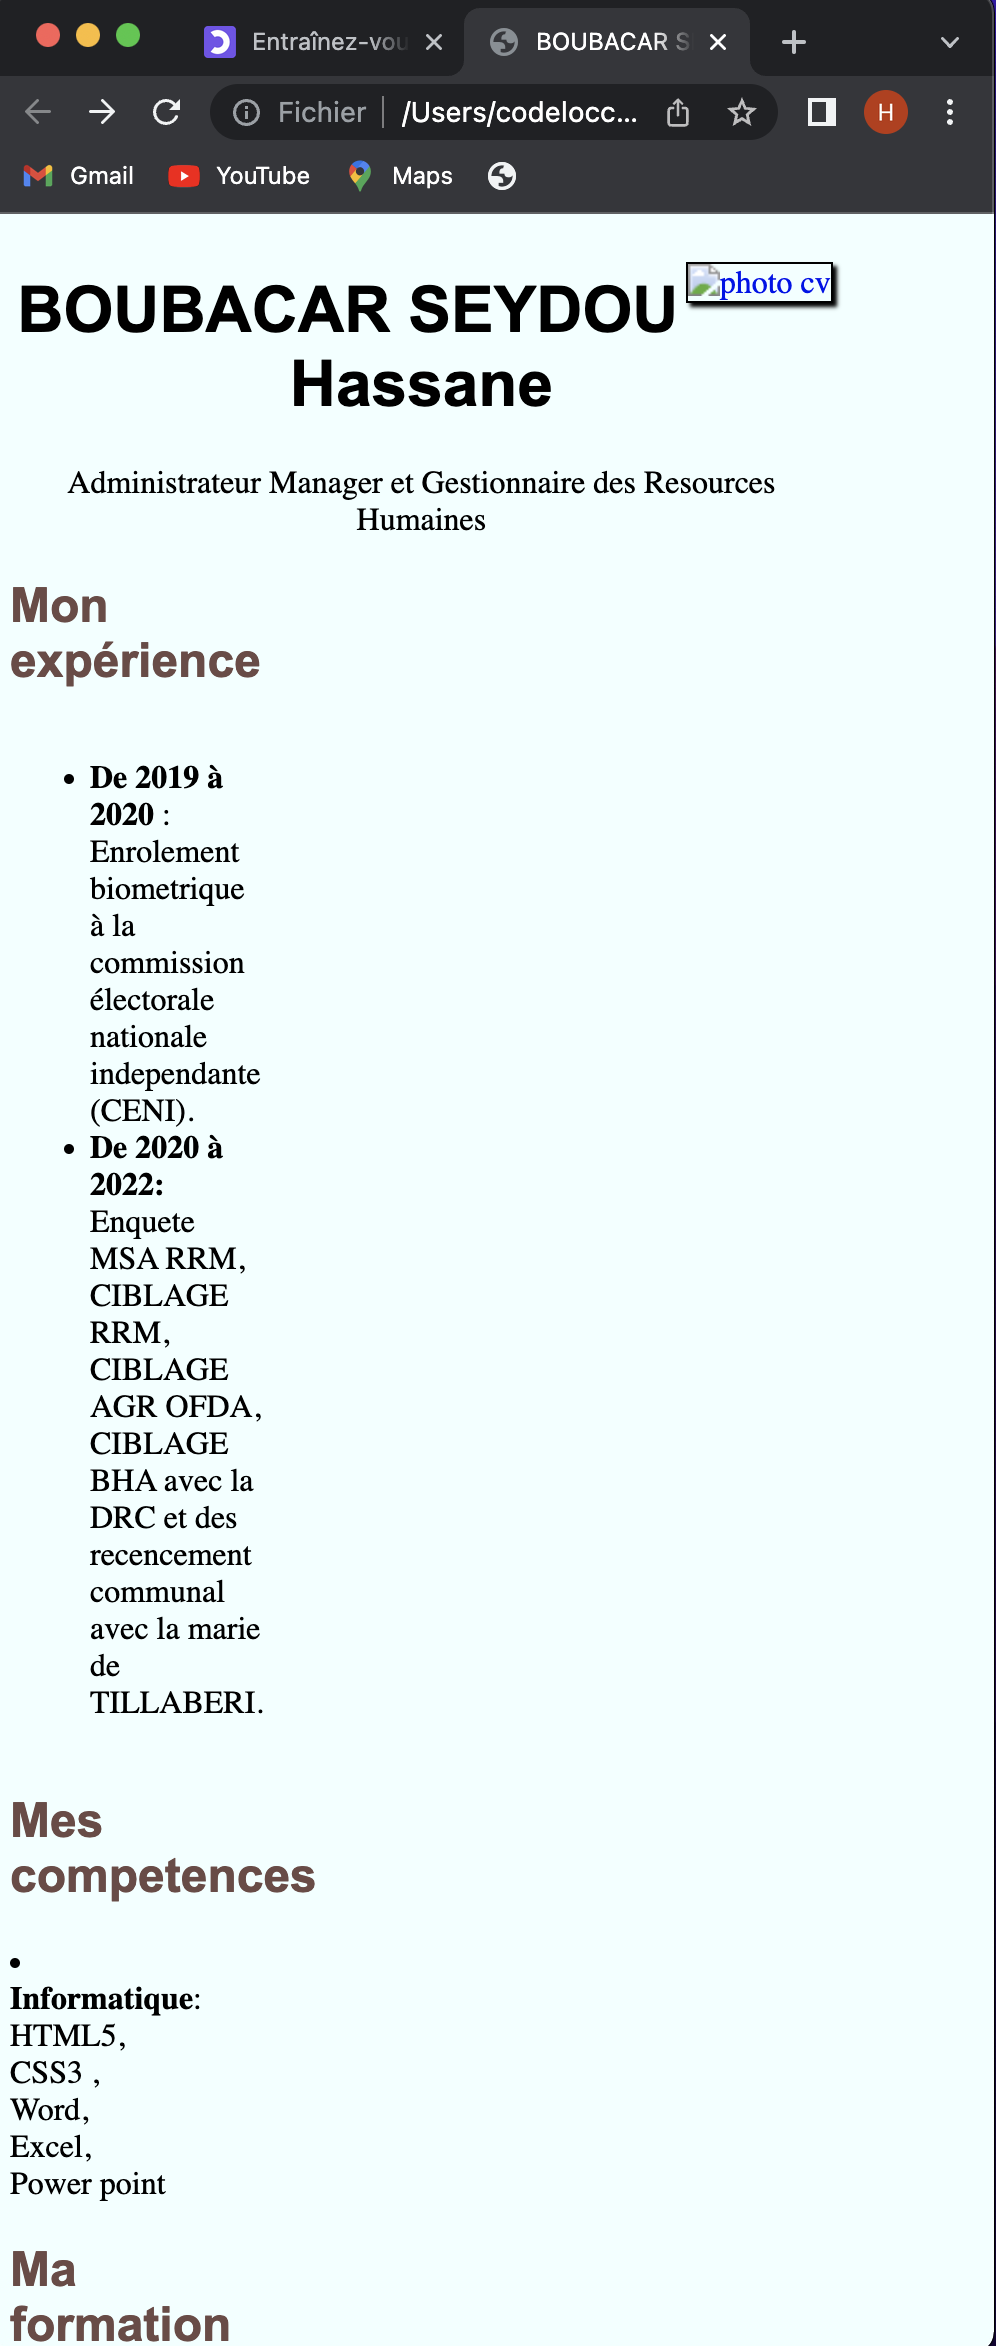 Entraînez-vou
BOUBACAR S
Fichier
/Users/codelocc...
H
Gmail
YouTube
Maps
BOUBACAR SEYDOU
Hassane
photo cv
Administrateur Manager et Gestionnaire des Resources
Humaines
Mon
expérience
De 2019 à
2020 :
Enrolement
biometrique
à la
commission
électorale
nationale
independante
(CENI).
De 2020 à
2022:
Enquete
MSA RRM,
CIBLAGE
RRM,
CIBLAGE
AGR OFDA,
CIBLAGE
BHA avec la
DRC et des
recencement
communal
avec la marie
de
TILLABERI.
Mes
competences
Informatique:
HTML5,
CSS3 ,
Word,
Excel,
Power point
Ma
formation